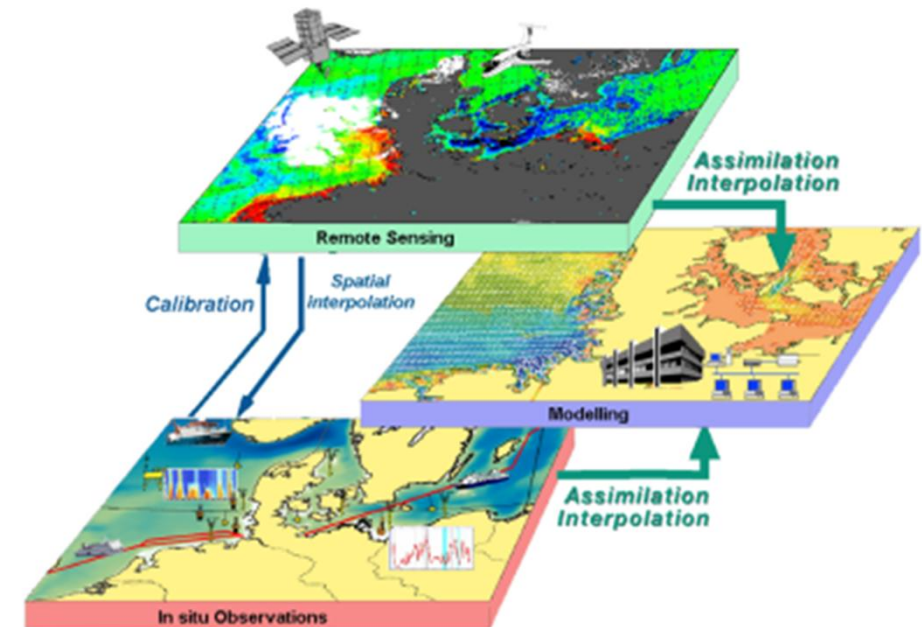 Assimilation
Interpolation
Remote Sensing
Calibration
Spatial
interpolation
Modelling
Assimilation
Interpolation
In situ Observations